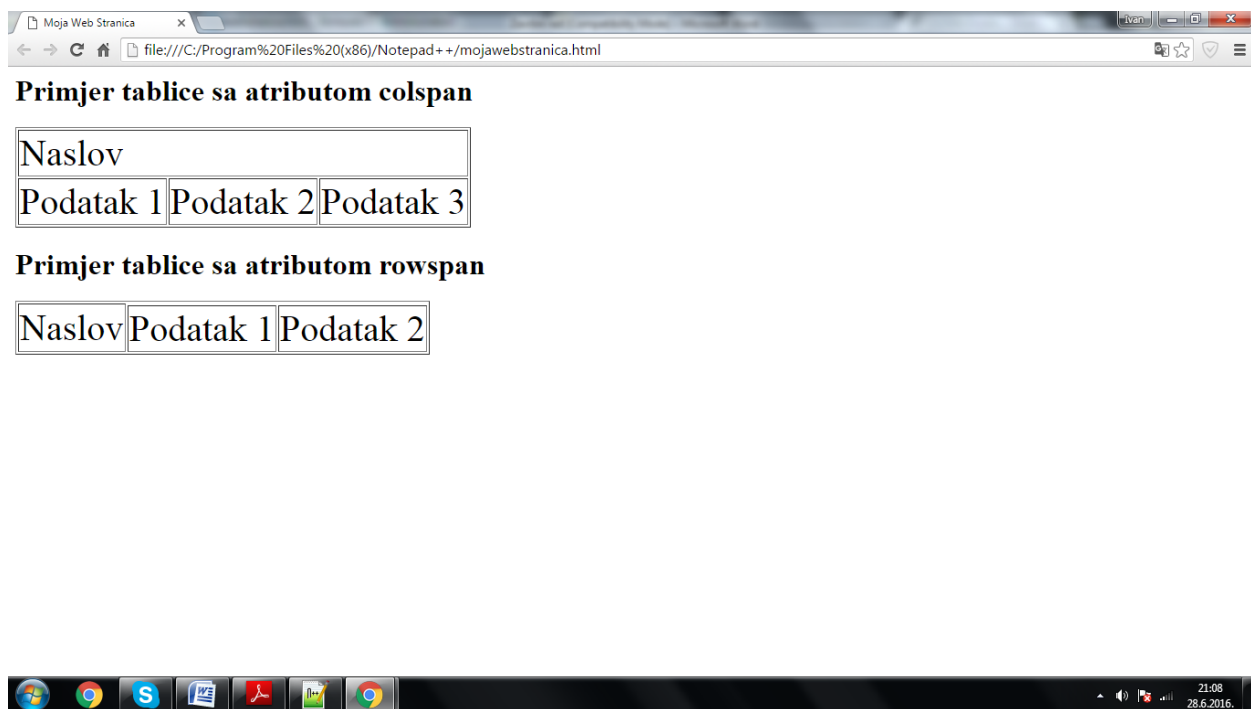 Moja Web Stranica
Ivan
file:///C:/Program%20Files%20(x86)/Notepad++/mojawebstranica.html
Primjer tablice sa atributom colspan
Naslov
Podatak 1 Podatak 2 Podatak 3
Primjer tablice sa atributom rowspan
Naslov Podatak 1 Podatak 2
21:08
28.6.2016.